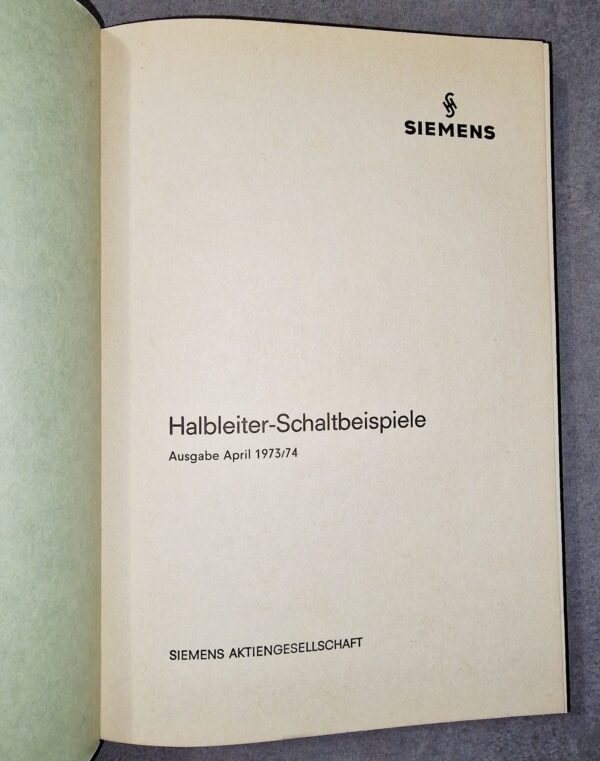 SIEMENS
Halbleiter-Schaltbeispiele
Ausgabe April 1973/74
SIEMENS AKTIENGESELLSCHAFT